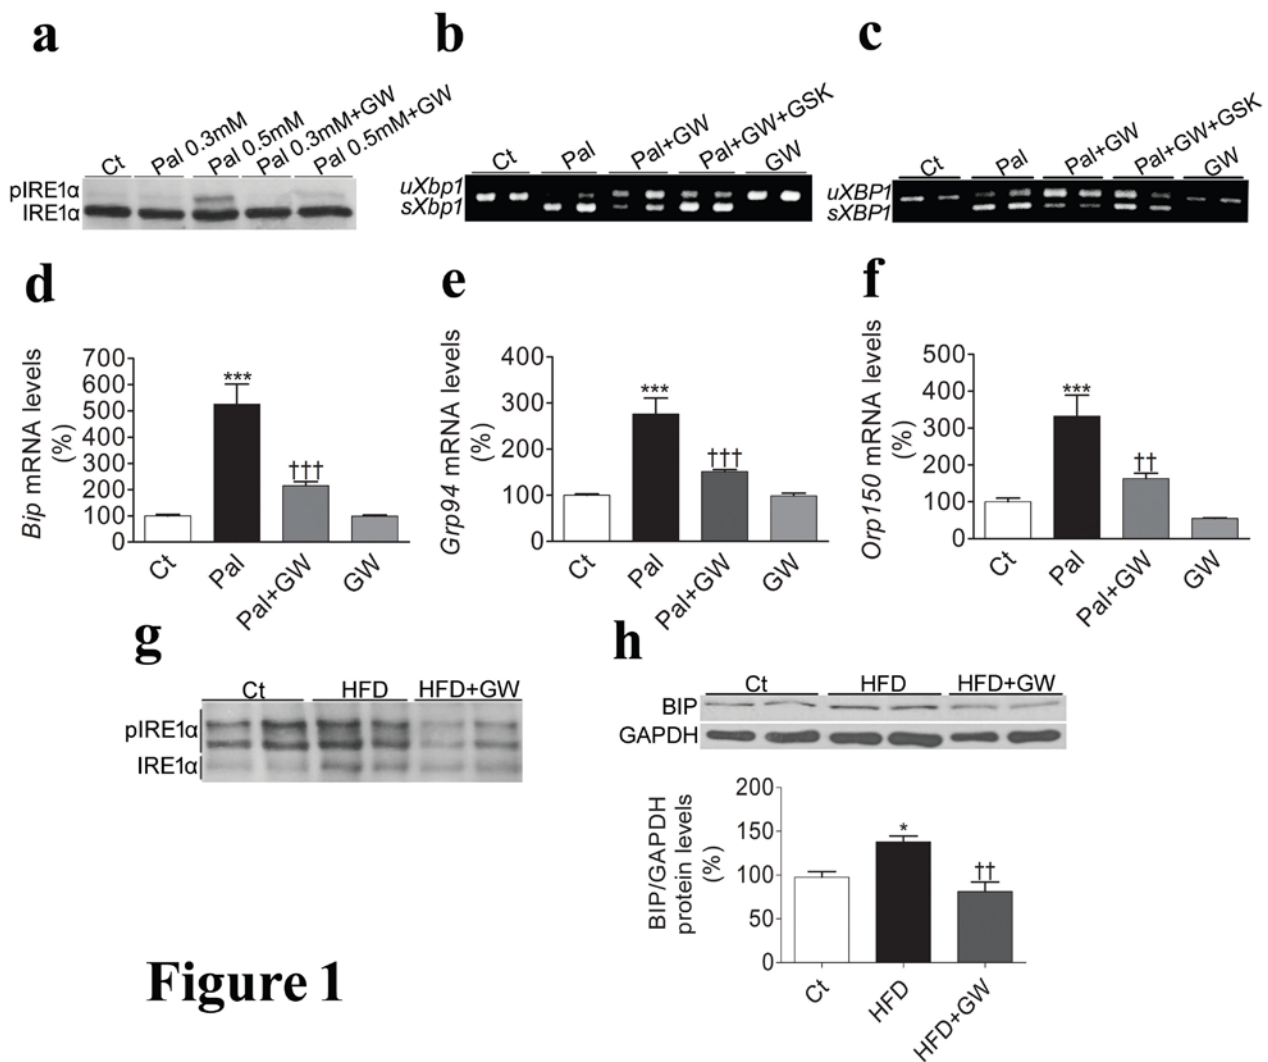 a
Ct
Pal 0.3mM
Pal 0.5mM
Pal 0.3mM+GW
Pal 0.5mM+GW
pIRE1α
IRE1α
b
Ct
Pal
Pal+GW
Pal+GW+GSK
GW
uXbp1
sXbp1
c
Ct
Pal
Pal+GW
Pal+GW+GSK
GW
uXBP1
sXBP1
d
Bip mRNA levels
(%)
700
600
500
400
300
200
100
0
***
†††
Ct
Pal
Pal+GW
GW
e
Grp94 mRNA levels
(%)
400
300
200
100
0
***
†††
Ct
Pal
Pal+GW
GW
f
Orp150 mRNA levels
(%)
500
400
300
200
100
0
***
††
Ct
Pal
Pal+GW
GW
g
Ct
HFD
HFD+GW
pIRE1α
IRE1α
h
Ct
HFD
HFD+GW
BIP
GAPDH
BIP/GAPDH
protein levels
(%)
200
150
100
50
0
*
††
Ct
HFD
HFD+GW
Figure 1